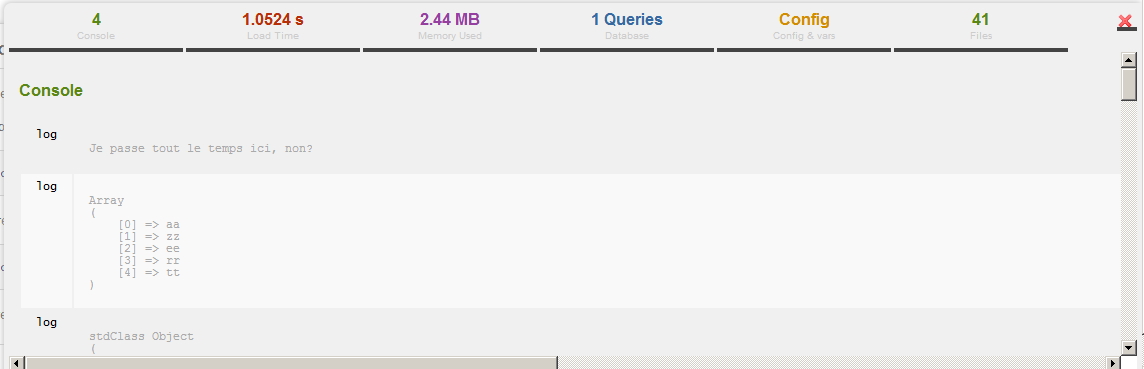 4 1.0524 s 2.44 MB 1 Queries Config 41
Console Load Time Memory Used Database Config & vars Files
Console
log
Je passe tout le temps ici, non?
log
Array
(
[0] => aa
[1] => zz
[2] => ee
[3] => rr
[4] => tt
)
log
stdClass Object
(